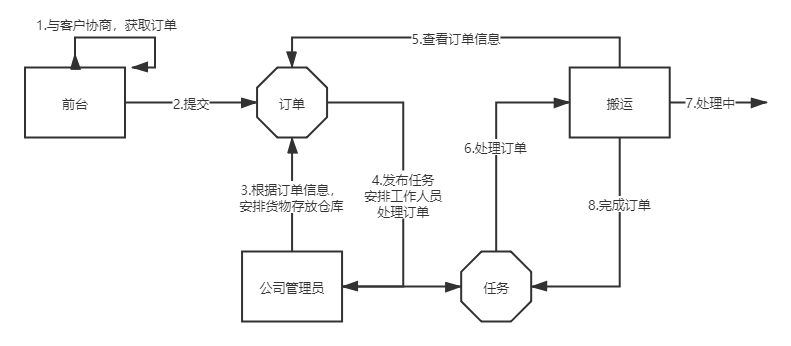 1.与客户协商，获取订单
5.查看订单信息
前台
2.提交
订单
搬运
7.处理中
6.处理订单
3.根据订单信息，
安排货物存放仓库
4.发布任务
安排工作人员
处理订单
8.完成订单
公司管理员
任务